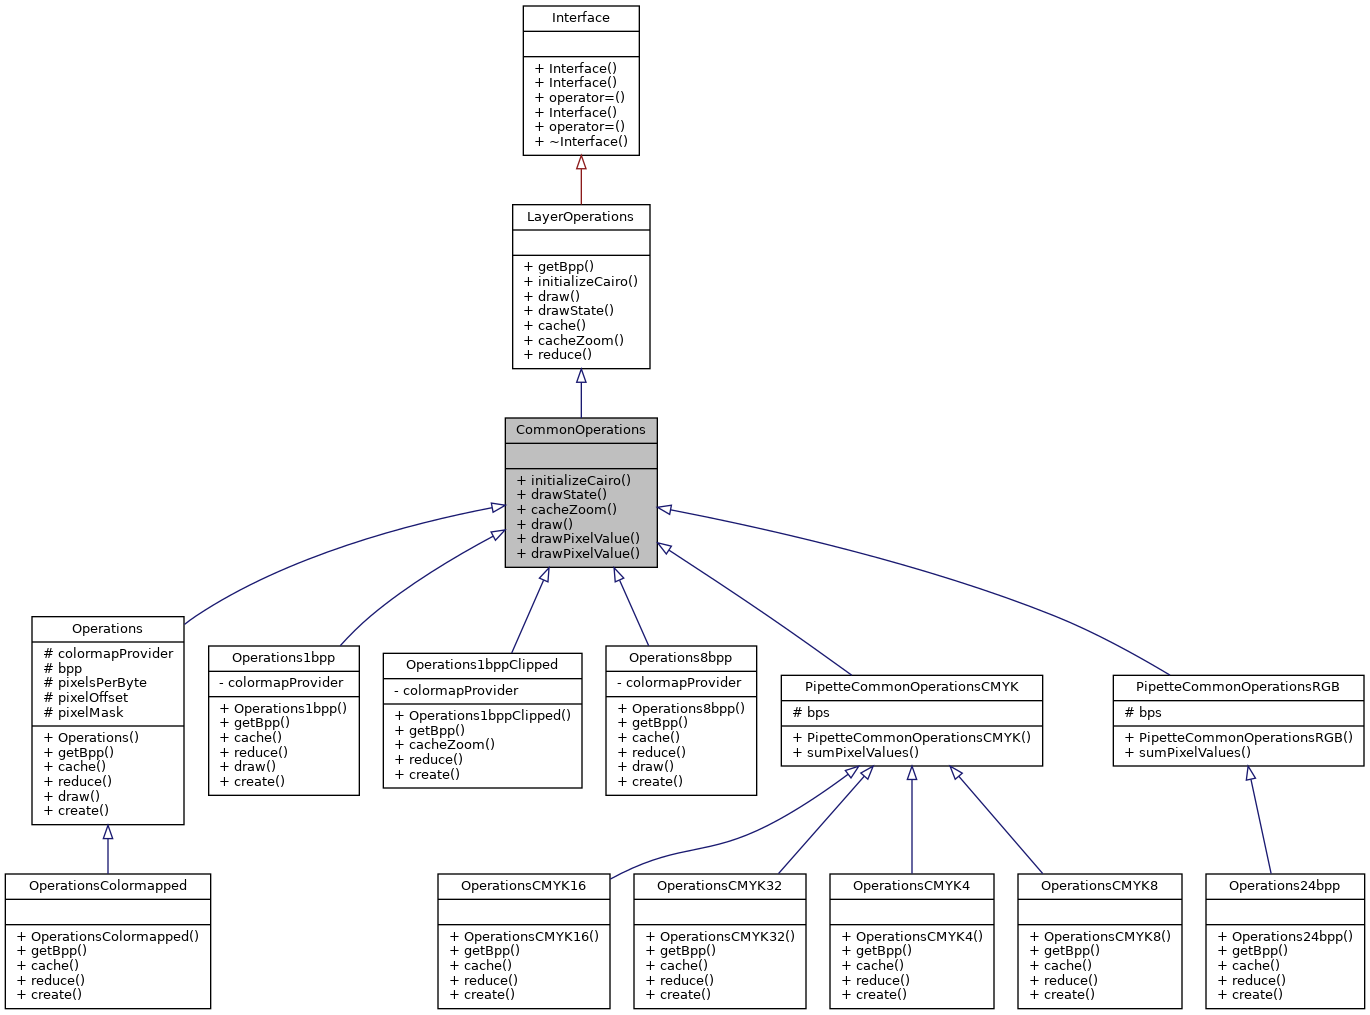 Interface
+ Interface()
+ Interface()
+ operator=()
+ Interface()
+ operator=()
+ ~Interface()
LayerOperations
+ getBpp()
+ initializeCairo()
+ draw()
+ drawState()
+ cache()
+ cacheZoom()
+ reduce()
CommonOperations
+ initializeCairo()
+ drawState()
+ cacheZoom()
+ draw()
+ drawPixelValue()
+ drawPixelValue()
Operations
# colormapProvider
# bpp
# pixelsPerByte
# pixelOffset
# pixelMask
+ Operations()
+ getBpp()
+ cache()
+ reduce()
+ draw()
+ create()
Operations1bpp
- colormapProvider
+ Operations1bpp()
+ getBpp()
+ cache()
+ reduce()
+ draw()
+ create()
Operations1bppClipped
- colormapProvider
+ Operations1bppClipped()
+ getBpp()
+ cacheZoom()
+ reduce()
+ create()
Operations8bpp
- colormapProvider
+ Operations8bpp()
+ getBpp()
+ cache()
+ reduce()
+ draw()
+ create()
PipetteCommonOperationsCMYK
# bps
+ PipetteCommonOperationsCMYK()
+ sumPixelValues()
PipetteCommonOperationsRGB
# bps
+ PipetteCommonOperationsRGB()
+ sumPixelValues()
OperationsColormapped
+ OperationsColormapped()
+ getBpp()
+ cache()
+ reduce()
+ create()
OperationsCMYK16
+ OperationsCMYK16()
+ getBpp()
+ cache()
+ reduce()
+ create()
OperationsCMYK32
+ OperationsCMYK32()
+ getBpp()
+ cache()
+ reduce()
+ create()
OperationsCMYK4
+ OperationsCMYK4()
+ getBpp()
+ cache()
+ reduce()
+ create()
OperationsCMYK8
+ OperationsCMYK8()
+ getBpp()
+ cache()
+ reduce()
+ create()
Operations24bpp
+ Operations24bpp()
+ getBpp()
+ cache()
+ reduce()
+ create()